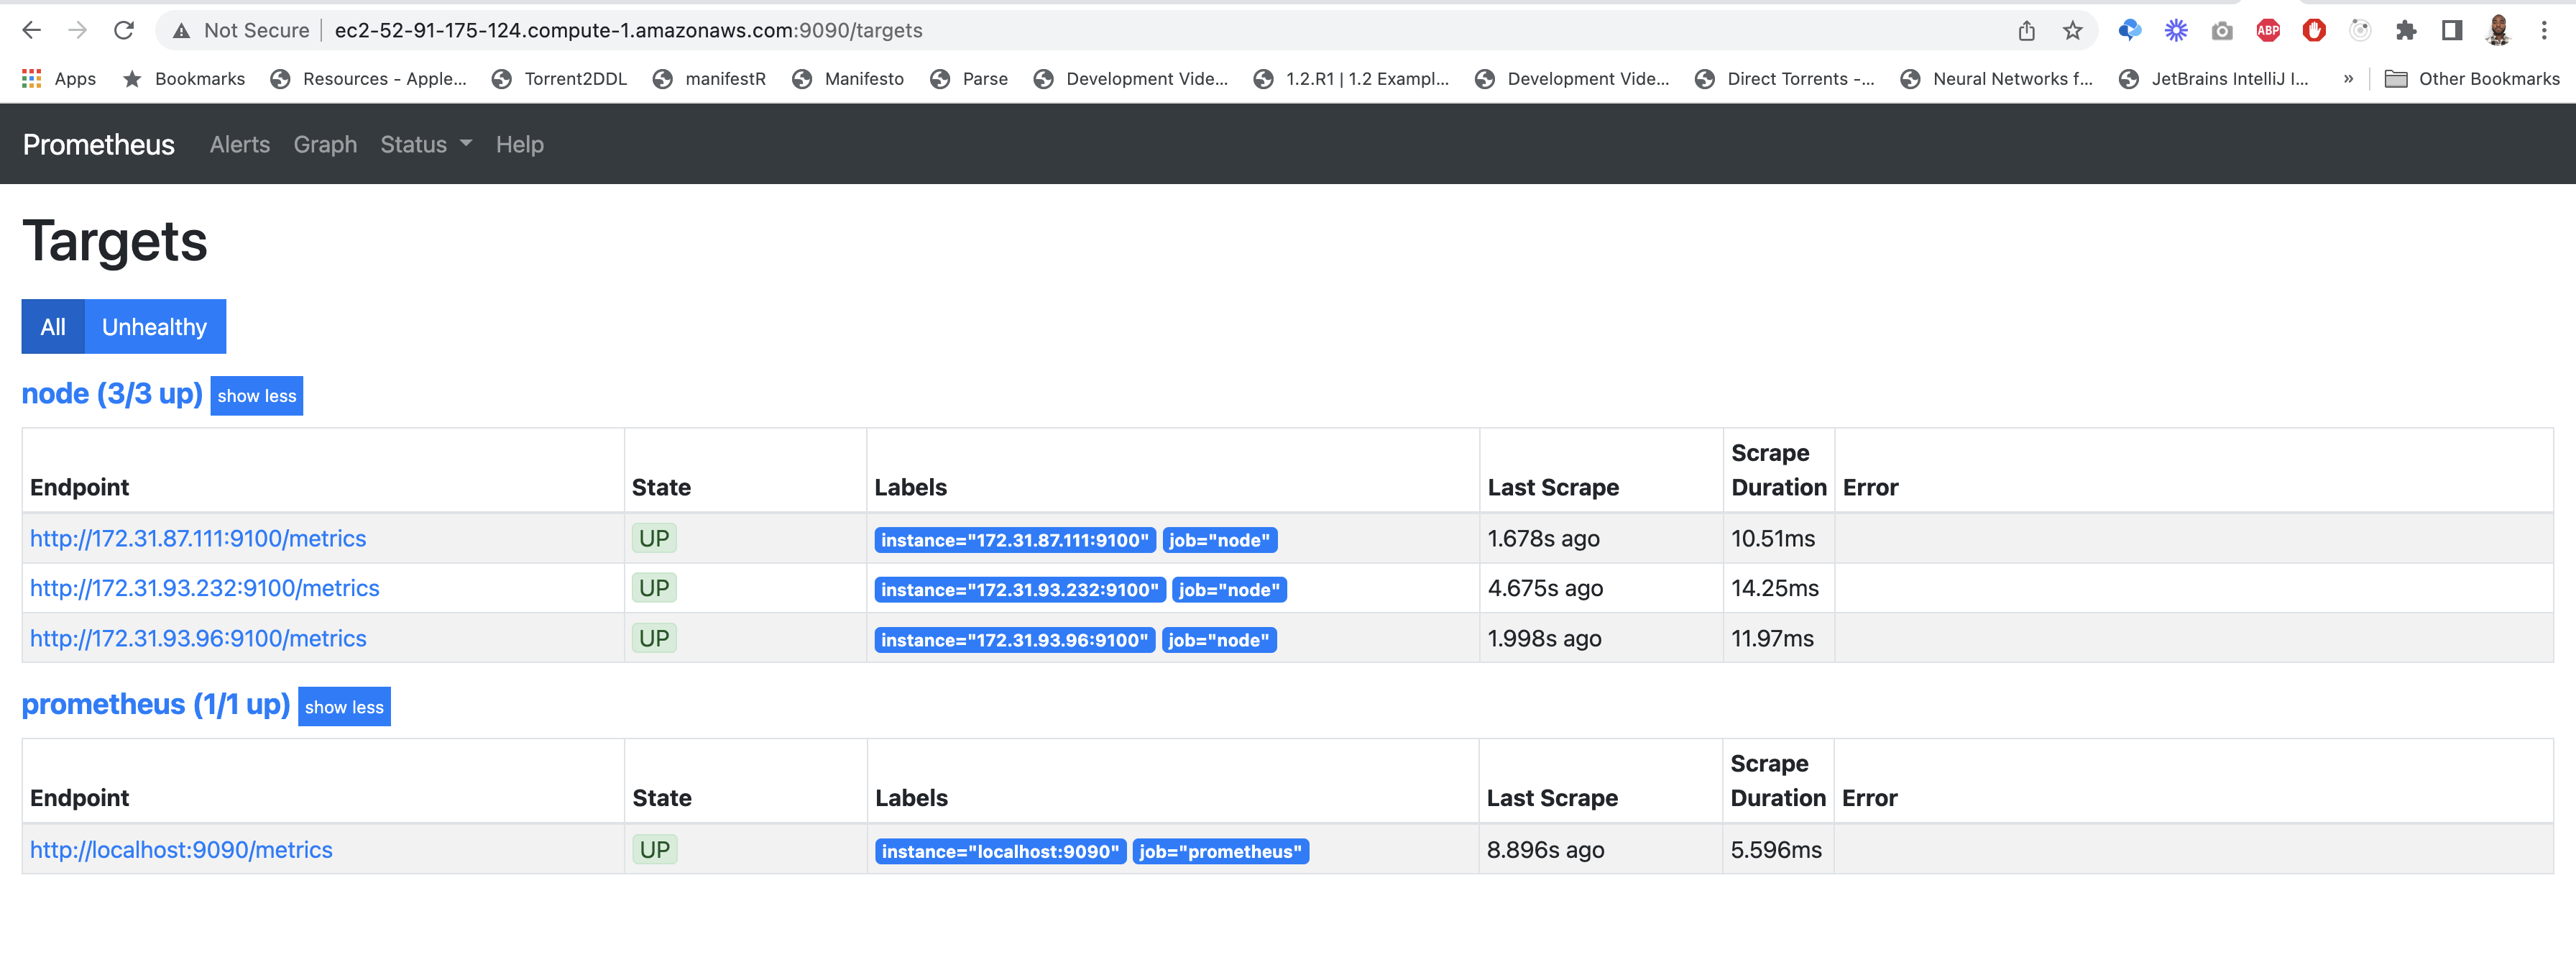 Not Secure | ec2-52-91-175-124.compute-1.amazonaws.com:9090/targets
ABP
Apps Bookmarks Resources - Apple... Torrent2DDL manifestR Manifesto Parse Development Vide... 1.2.R1 | 1.2 Exampl... Development Vide... Direct Torrents -... Neural Networks f... JetBrains IntelliJ I... » Other Bookmarks
Prometheus Alerts Graph Status Help
Targets
All Unhealthy
node (3/3 up) show less
Endpoint State Labels Last Scrape Scrape Duration Error
http://172.31.87.111:9100/metrics UP instance="172.31.87.111:9100" job="node" 1.678s ago 10.51ms
http://172.31.93.232:9100/metrics UP instance="172.31.93.232:9100" job="node" 4.675s ago 14.25ms
http://172.31.93.96:9100/metrics UP instance="172.31.93.96:9100" job="node" 1.998s ago 11.97ms
prometheus (1/1 up) show less
Endpoint State Labels Last Scrape Scrape Duration Error
http://localhost:9090/metrics UP instance="localhost:9090" job="prometheus" 8.896s ago 5.596ms